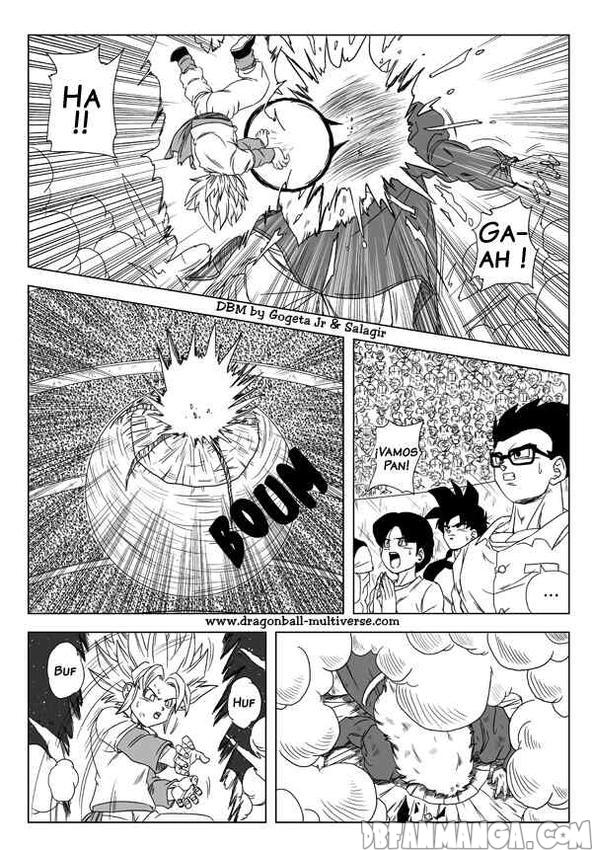 Ha
!!
Ga-
ah !
DBM by Gogeta Jr & Salagir
¡Vamos
Pan!
...
BOUM
www.dragonball-multiverse.com
Buf
Huf
DBFANMANGA.COM